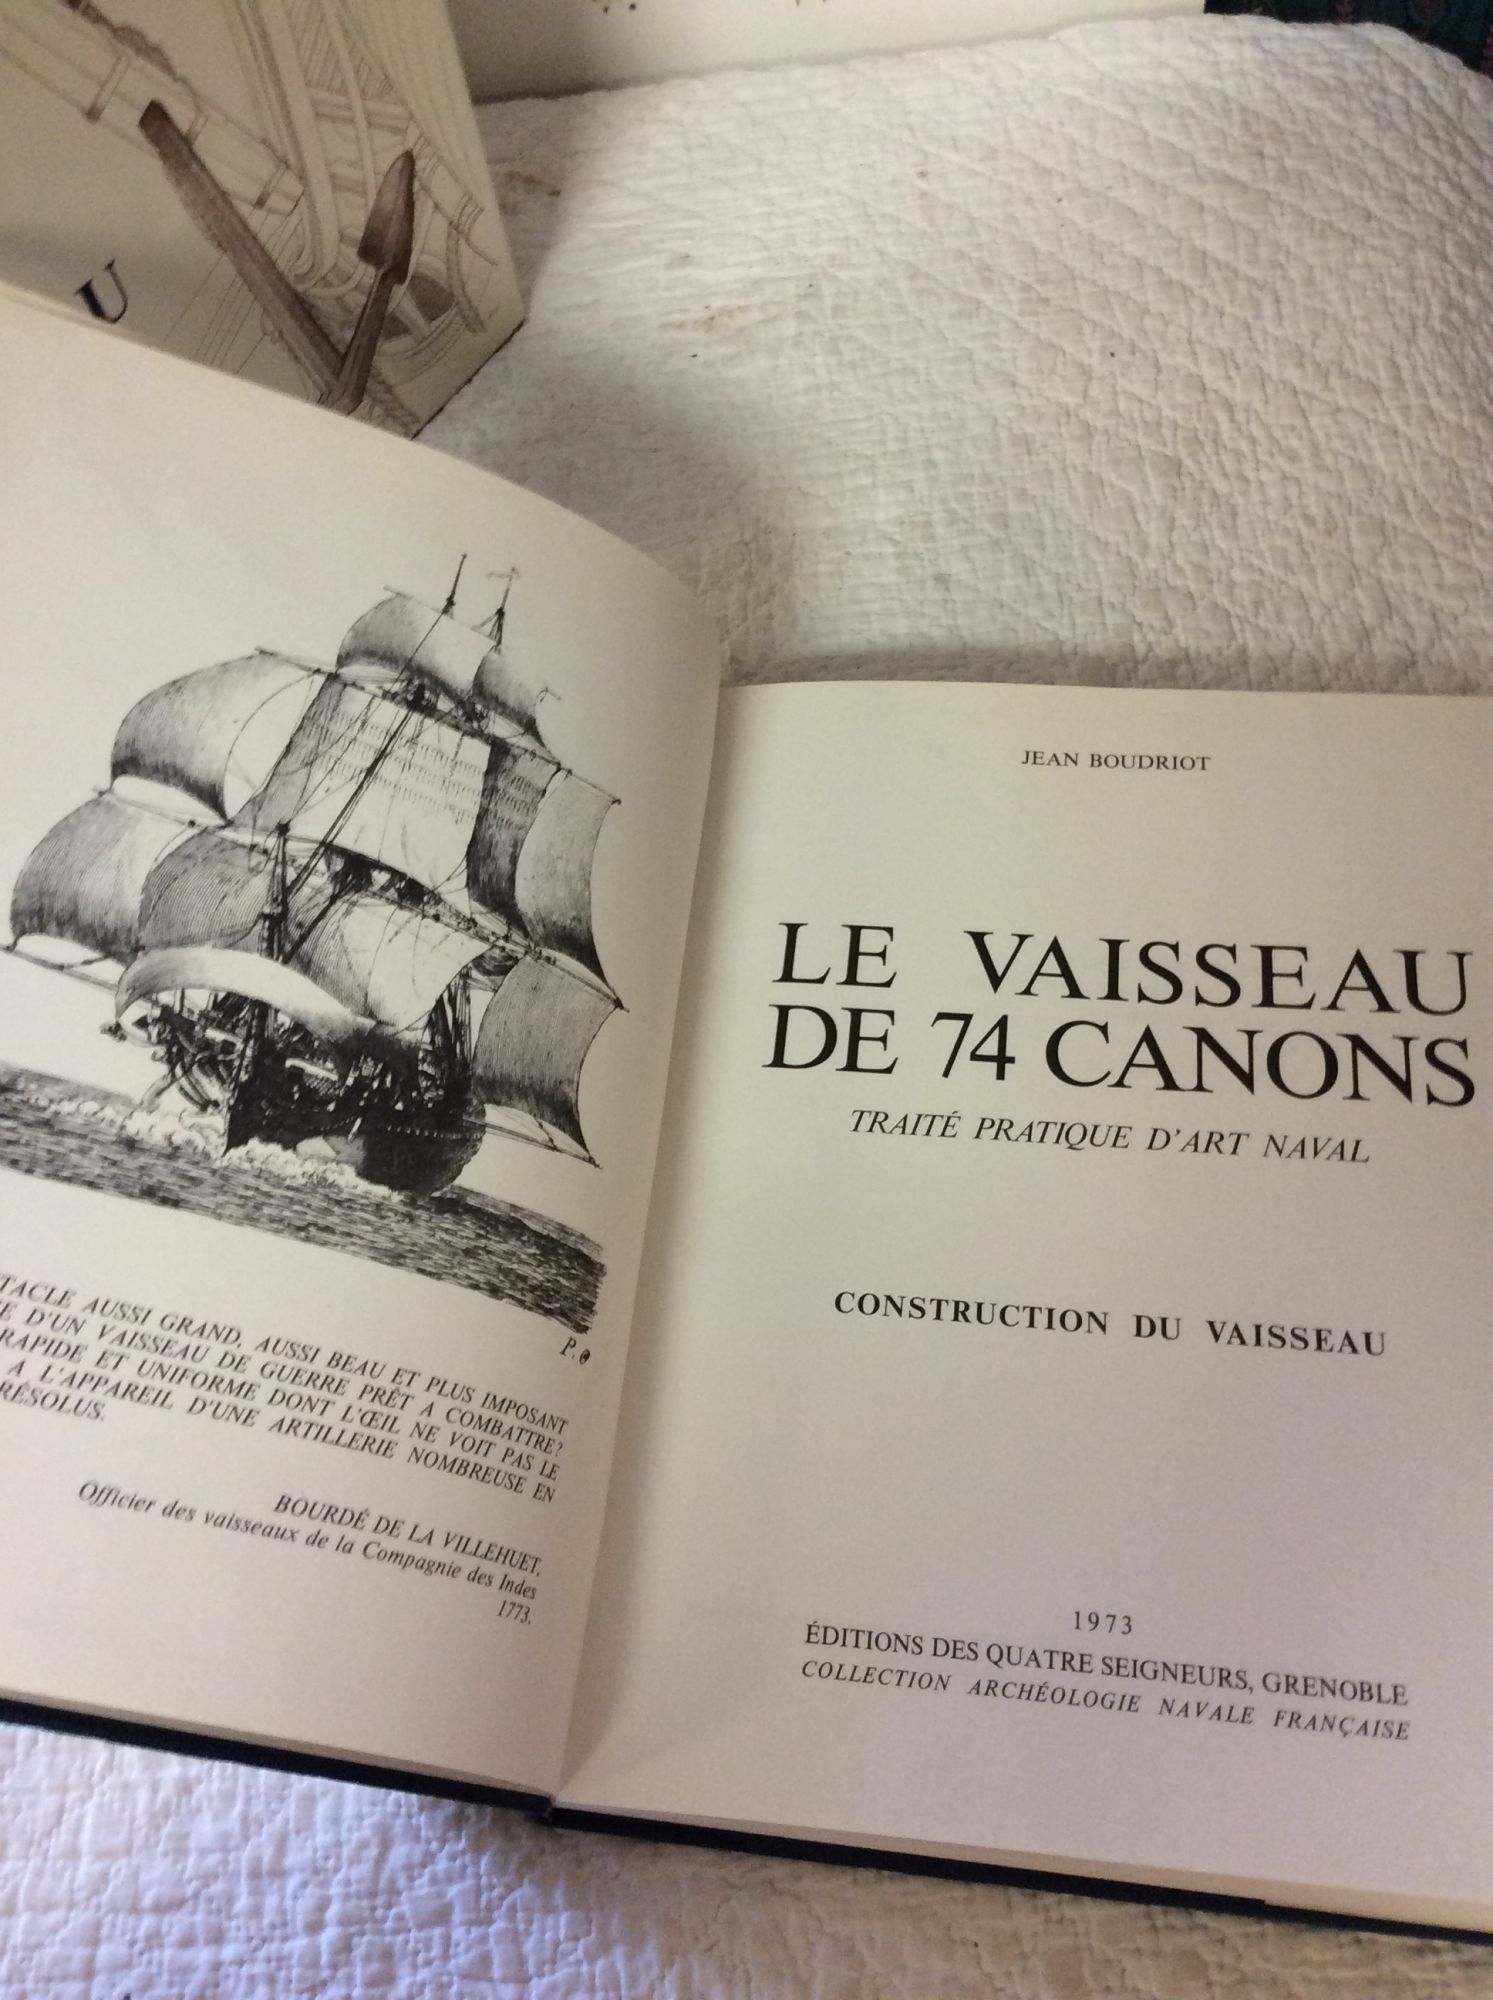 U
P.
AUSSI GRAND, AUSSI BEAU ET PLUS IMPOSANT
D'UN VAISSEAU DE GUERRE PRÊT A COMBATTRE?
RAPIDE ET UNIFORME DONT L'ŒIL NE VOIT PAS LE
A L'APPAREIL D'UNE ARTILLERIE NOMBREUSE EN
RÉSOLUS.
BOURDÉ DE LA VILLEHUET,
Officier des vaisseaux de la Compagnie des Indes
1773.
JEAN BOUDRIOT
LE VAISSEAU
DE 74 CANONS
TRAITÉ PRATIQUE D'ART NAVAL
CONSTRUCTION DU VAISSEAU
1973
ÉDITIONS DES QUATRE SEIGNEURS, GRENOBLE
COLLECTION ARCHÉOLOGIE NAVALE FRANÇAISE